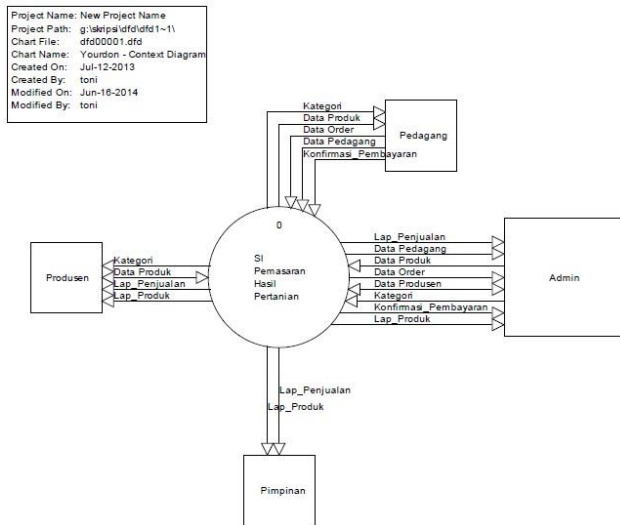 Project Name: New Project Name
Project Path: g:\skripsi\dfd\dfd1~1\
Chart File: dfd00001.dfd
Chart Name: Yourdon - Context Diagram
Created On: Jul-12-2013
Created By: toni
Modified On: Jun-16-2014
Modified By: toni
Kategori
Data Produk
Data Order
Data Pedagang
Konfirmasi_Pembayaran
Pedagang
0
SI
Pemasaran
Hasil
Pertanian
Produsen
Kategori
Data Produk
Lap_Penjualan
Lap_Produk
Lap_Penjualan
Data Pedagang
Data Produk
Data Order
Data Produsen
Kategori
Konfirmasi_Pembayaran
Lap_Produk
Admin
Lap_Penjualan
Lap_Produk
Pimpinan